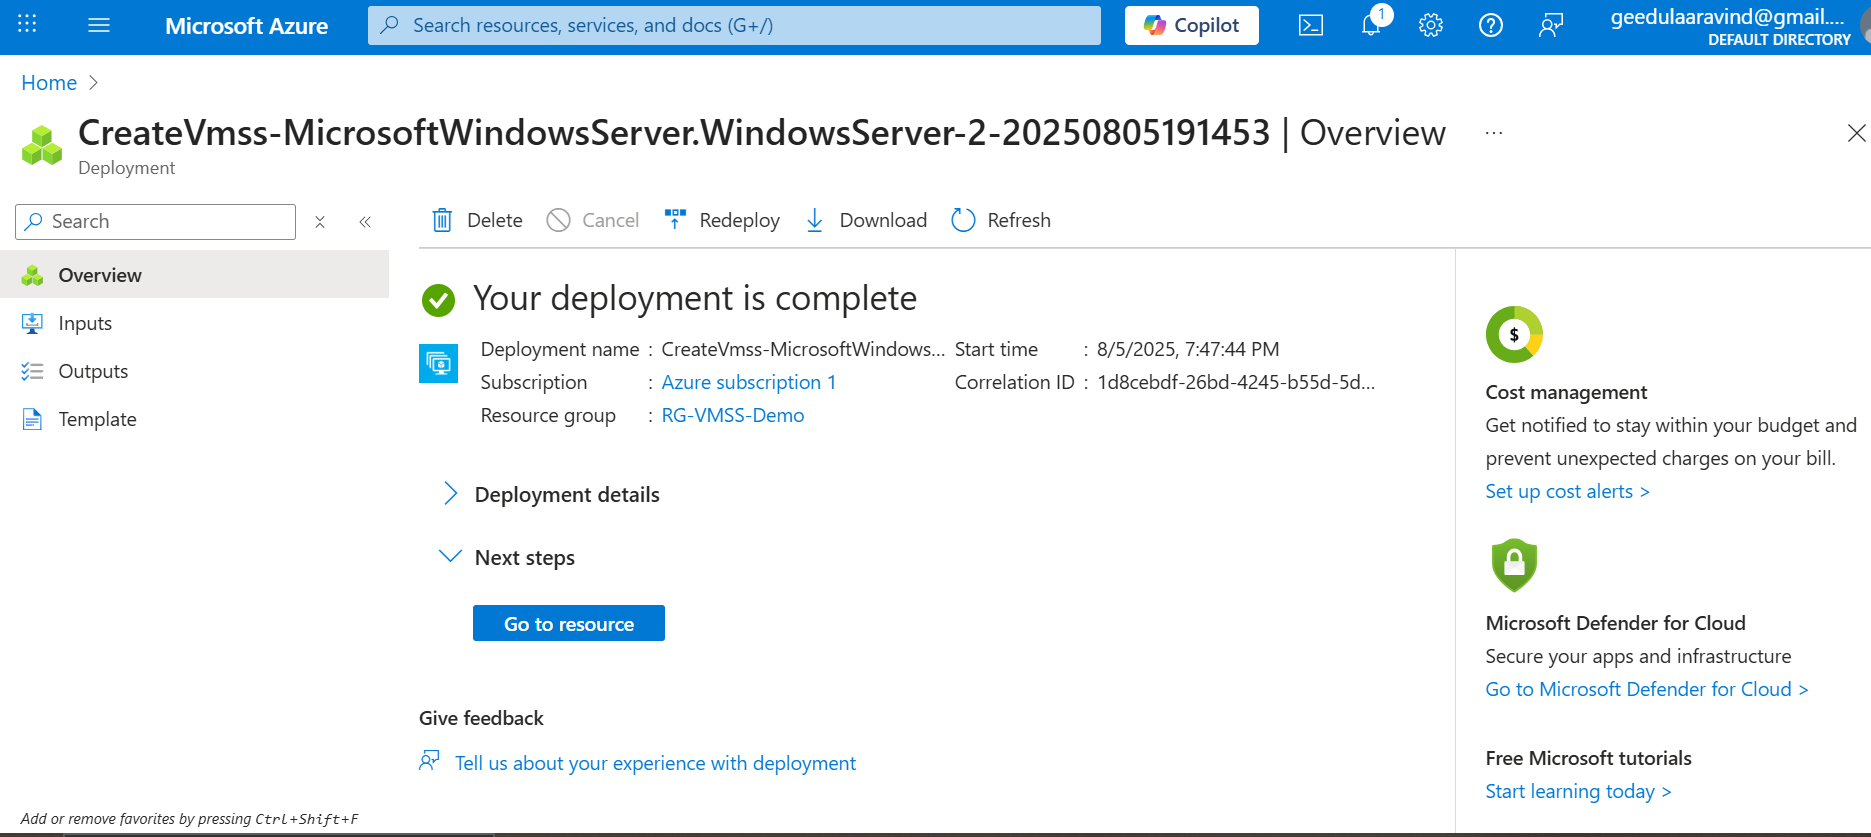 Microsoft Azure
Search resources, services, and docs (G+/)
Copilot
1
geedulaaravind@gmail....
DEFAULT DIRECTORY
Home
CreateVmss-MicrosoftWindowsServer.WindowsServer-2-20250805191453 | Overview ...
Deployment
Search
Delete
Cancel
Redeploy
Download
Refresh
Overview
Inputs
Outputs
Template
Your deployment is complete
Deployment name : CreateVmss-MicrosoftWindows...
Subscription : Azure subscription 1
Resource group : RG-VMSS-Demo
Start time : 8/5/2025, 7:47:44 PM
Correlation ID : 1d8cebdf-26bd-4245-b55d-5d...
Deployment details
Next steps
Go to resource
Give feedback
Tell us about your experience with deployment
$
Cost management
Get notified to stay within your budget and
prevent unexpected charges on your bill.
Set up cost alerts >
Microsoft Defender for Cloud
Secure your apps and infrastructure
Go to Microsoft Defender for Cloud >
Free Microsoft tutorials
Start learning today >
Add or remove favorites by pressing Ctrl+Shift+F